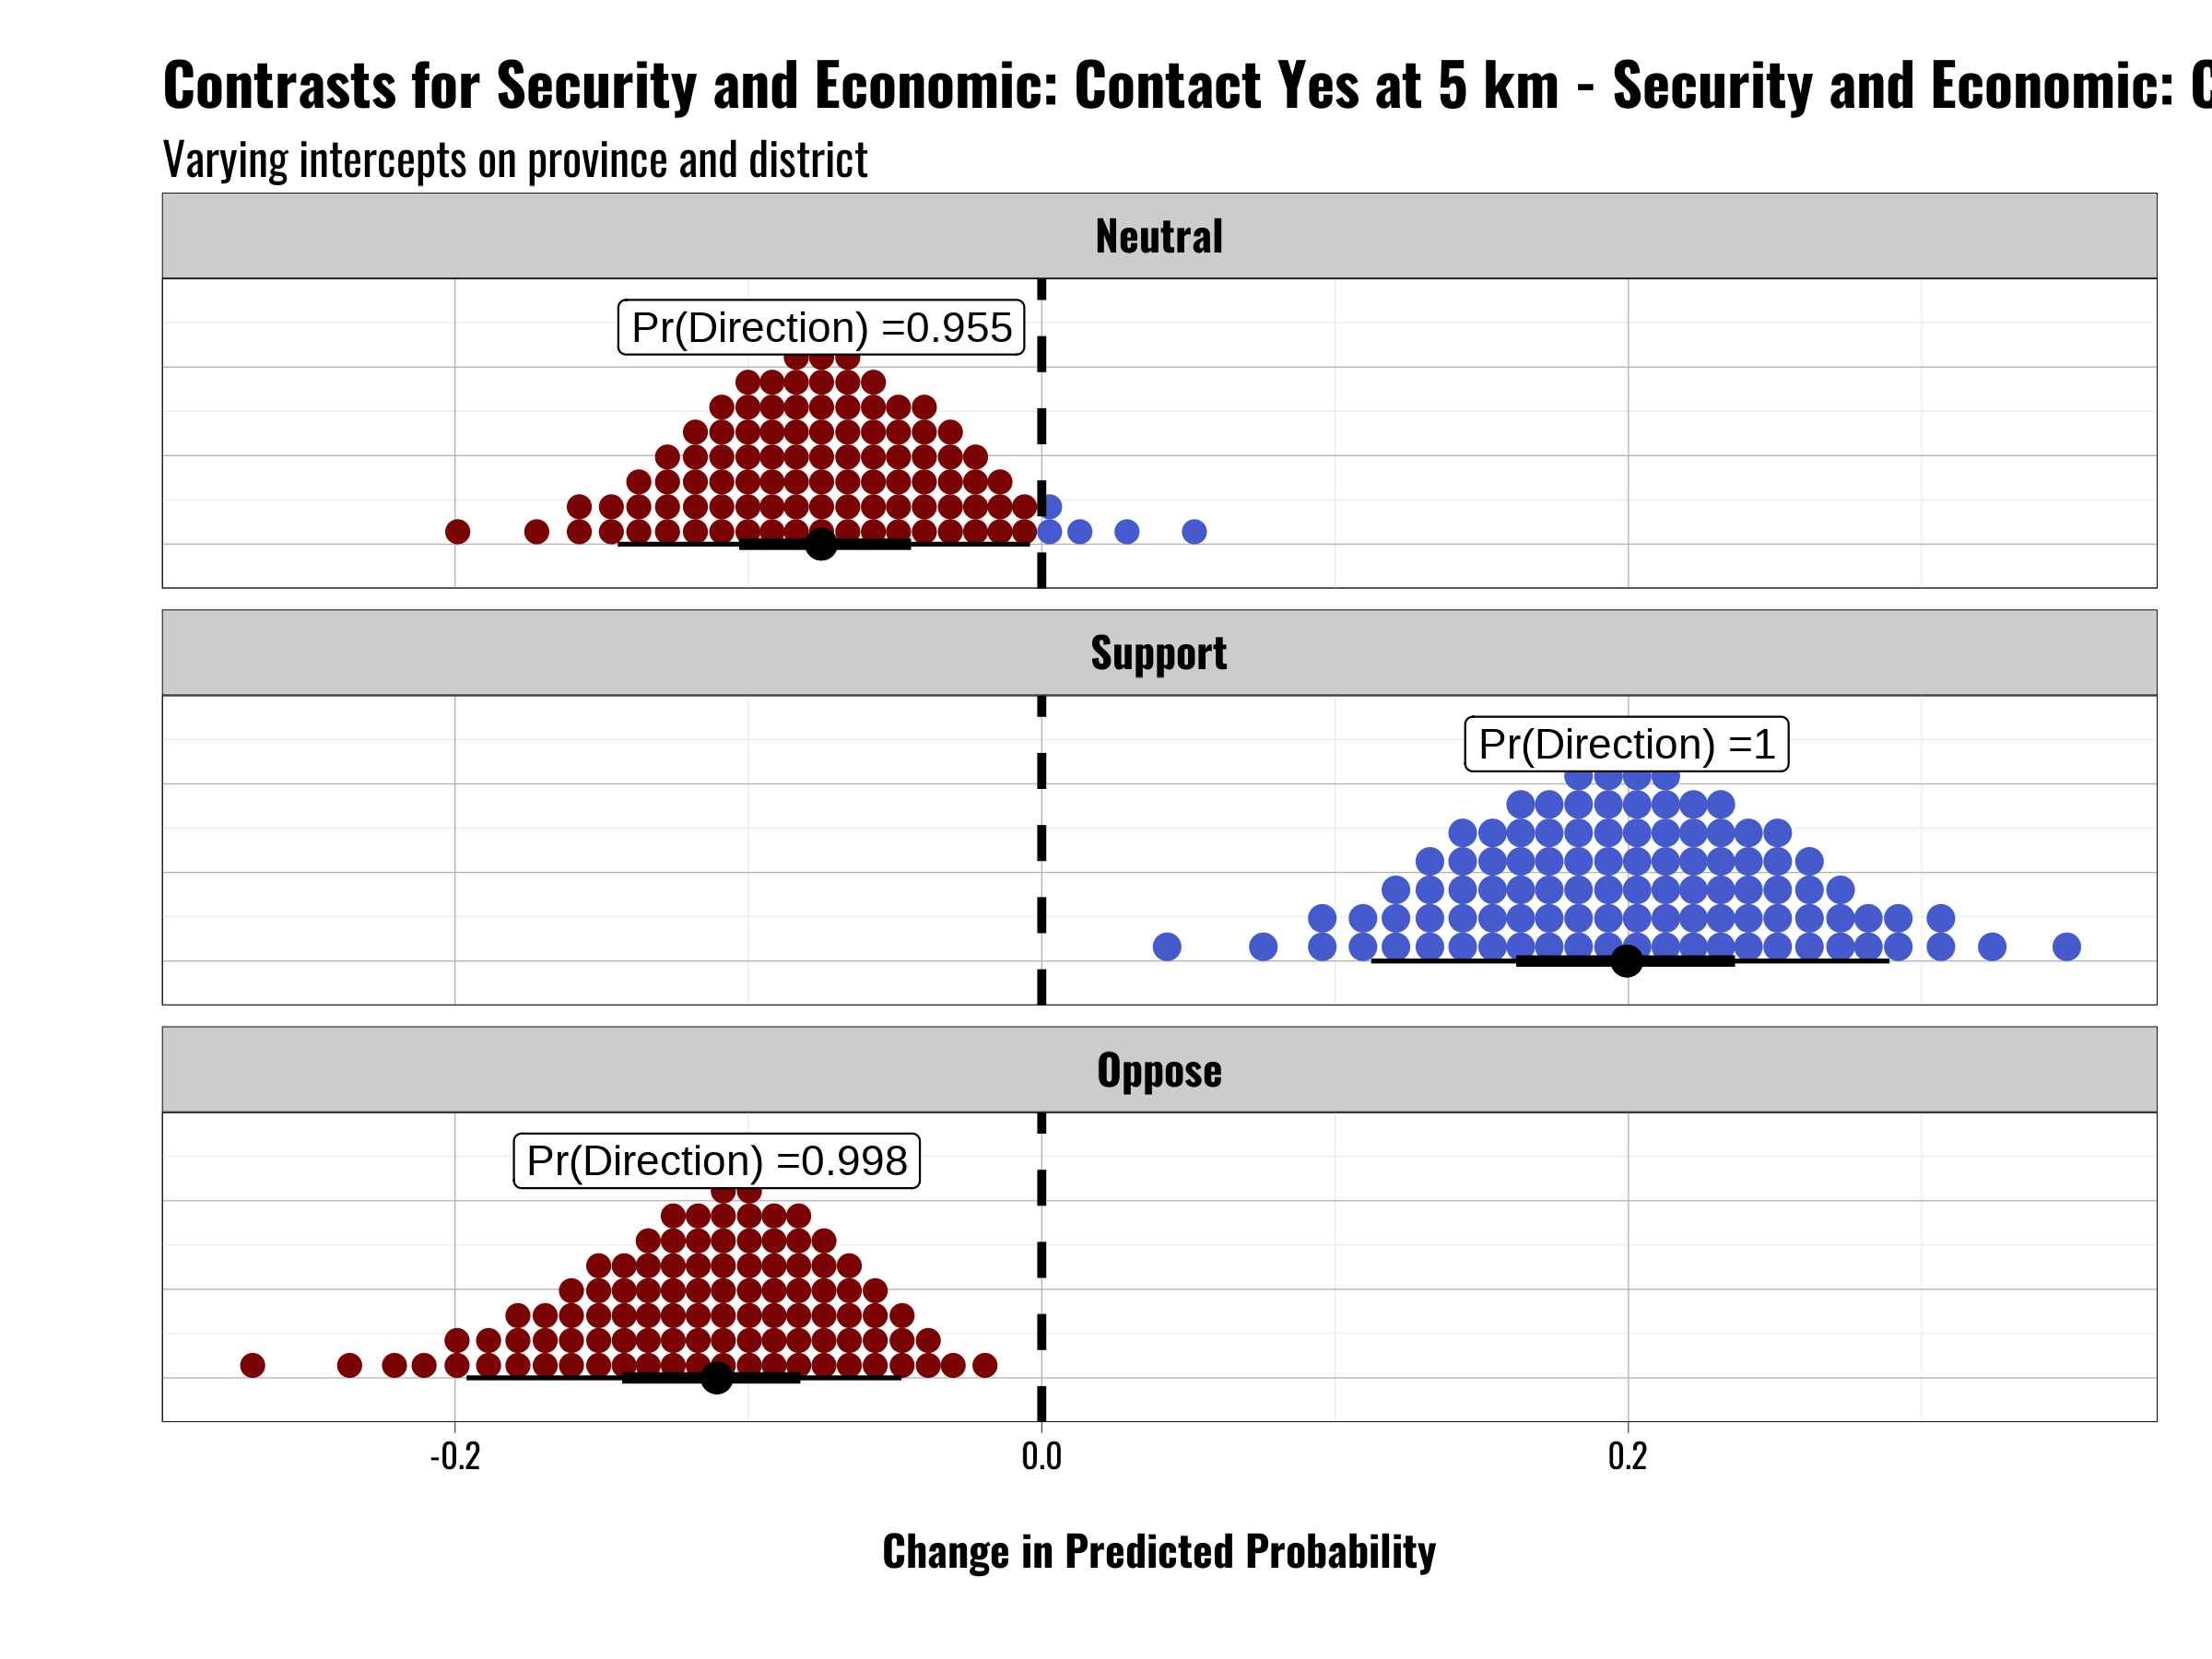 Contrasts for Security and Economic: Contact Yes at 5 km - Security and Economic:
Varying intercepts on province and district
Neutral
Pr(Direction) =0.955
Support
Pr(Direction) =1
Oppose
Pr(Direction) =0.998
-0.2 0.0 0.2
Change in Predicted Probability